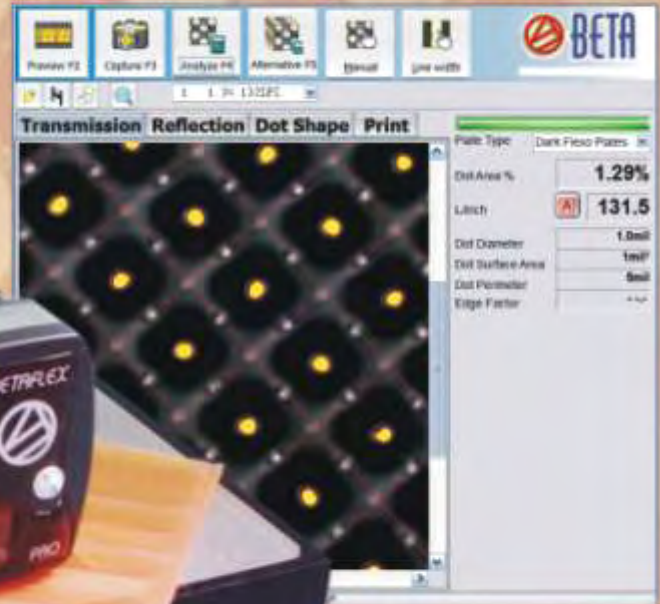 BETA
Preview F2 Capture F3 Analyze F4 Alternative F5 Manual Line width
Transmission Reflection Dot Shape Print
Plate Type Dark Flexo Plates
Dot Area % 1.29%
L/inch A 131.5
Dot Diameter 1.0mil
Dot Surface Area 1mil²
Dot Perimeter 5mil
Edge Factor
BETAFLEX
PRO